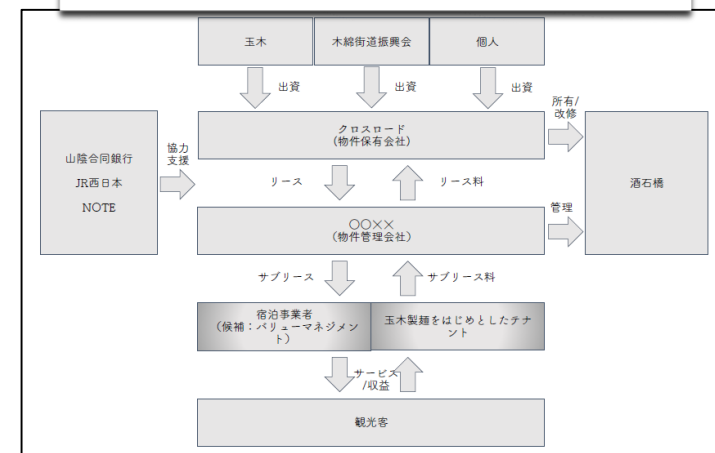 玉木
木綿街道振興会
個人
出資
出資
出資
山陰合同銀行
JR西日本
NOTE
協力
支援
クロスロード
(物件保有会社)
所有/
改修
酒石橋
リース
リース料
〇〇××
(物件管理会社)
管理
サブリース
サブリース料
宿泊事業者
(候補：バリューマネジメン
ト)
玉木製麺をはじめとしたテナ
ント
サービス
/収益
観光客